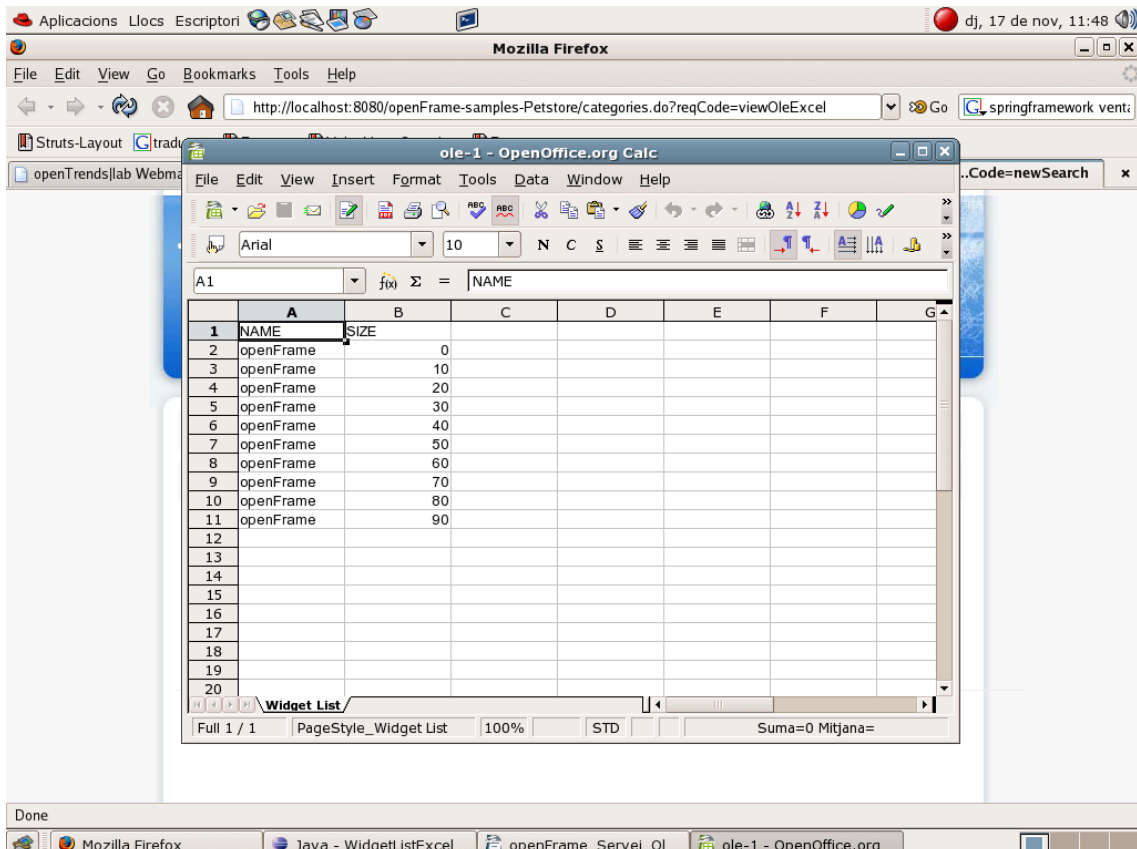 Aplicacions Llocs Escriptori dj, 17 de nov, 11:48
Mozilla Firefox
File Edit View Go Bookmarks Tools Help
http://localhost:8080/openFrame-samples-Petstore/categories.do?reqCode=viewOleExcel Go springframework
Struts-Layout
openTrends|lab ..Code=newSearch
ole-1 - OpenOffice.org Calc
File Edit View Insert Format Tools Data Window Help
Arial 10 N C S
A1 f(x) Σ = NAME
A B C D E F G
1 NAME SIZE
2 openFrame 0
3 openFrame 10
4 openFrame 20
5 openFrame 30
6 openFrame 40
7 openFrame 50
8 openFrame 60
9 openFrame 70
10 openFrame 80
11 openFrame 90
12
13
14
15
16
17
18
19
20
Widget List
Full 1 / 1 PageStyle_Widget List 100% STD Suma=0 Mitjana=
Done
Mozilla Firefox Java - WidgetListExcel openFrame_Servei_Ol ole-1 - OpenOffice.org